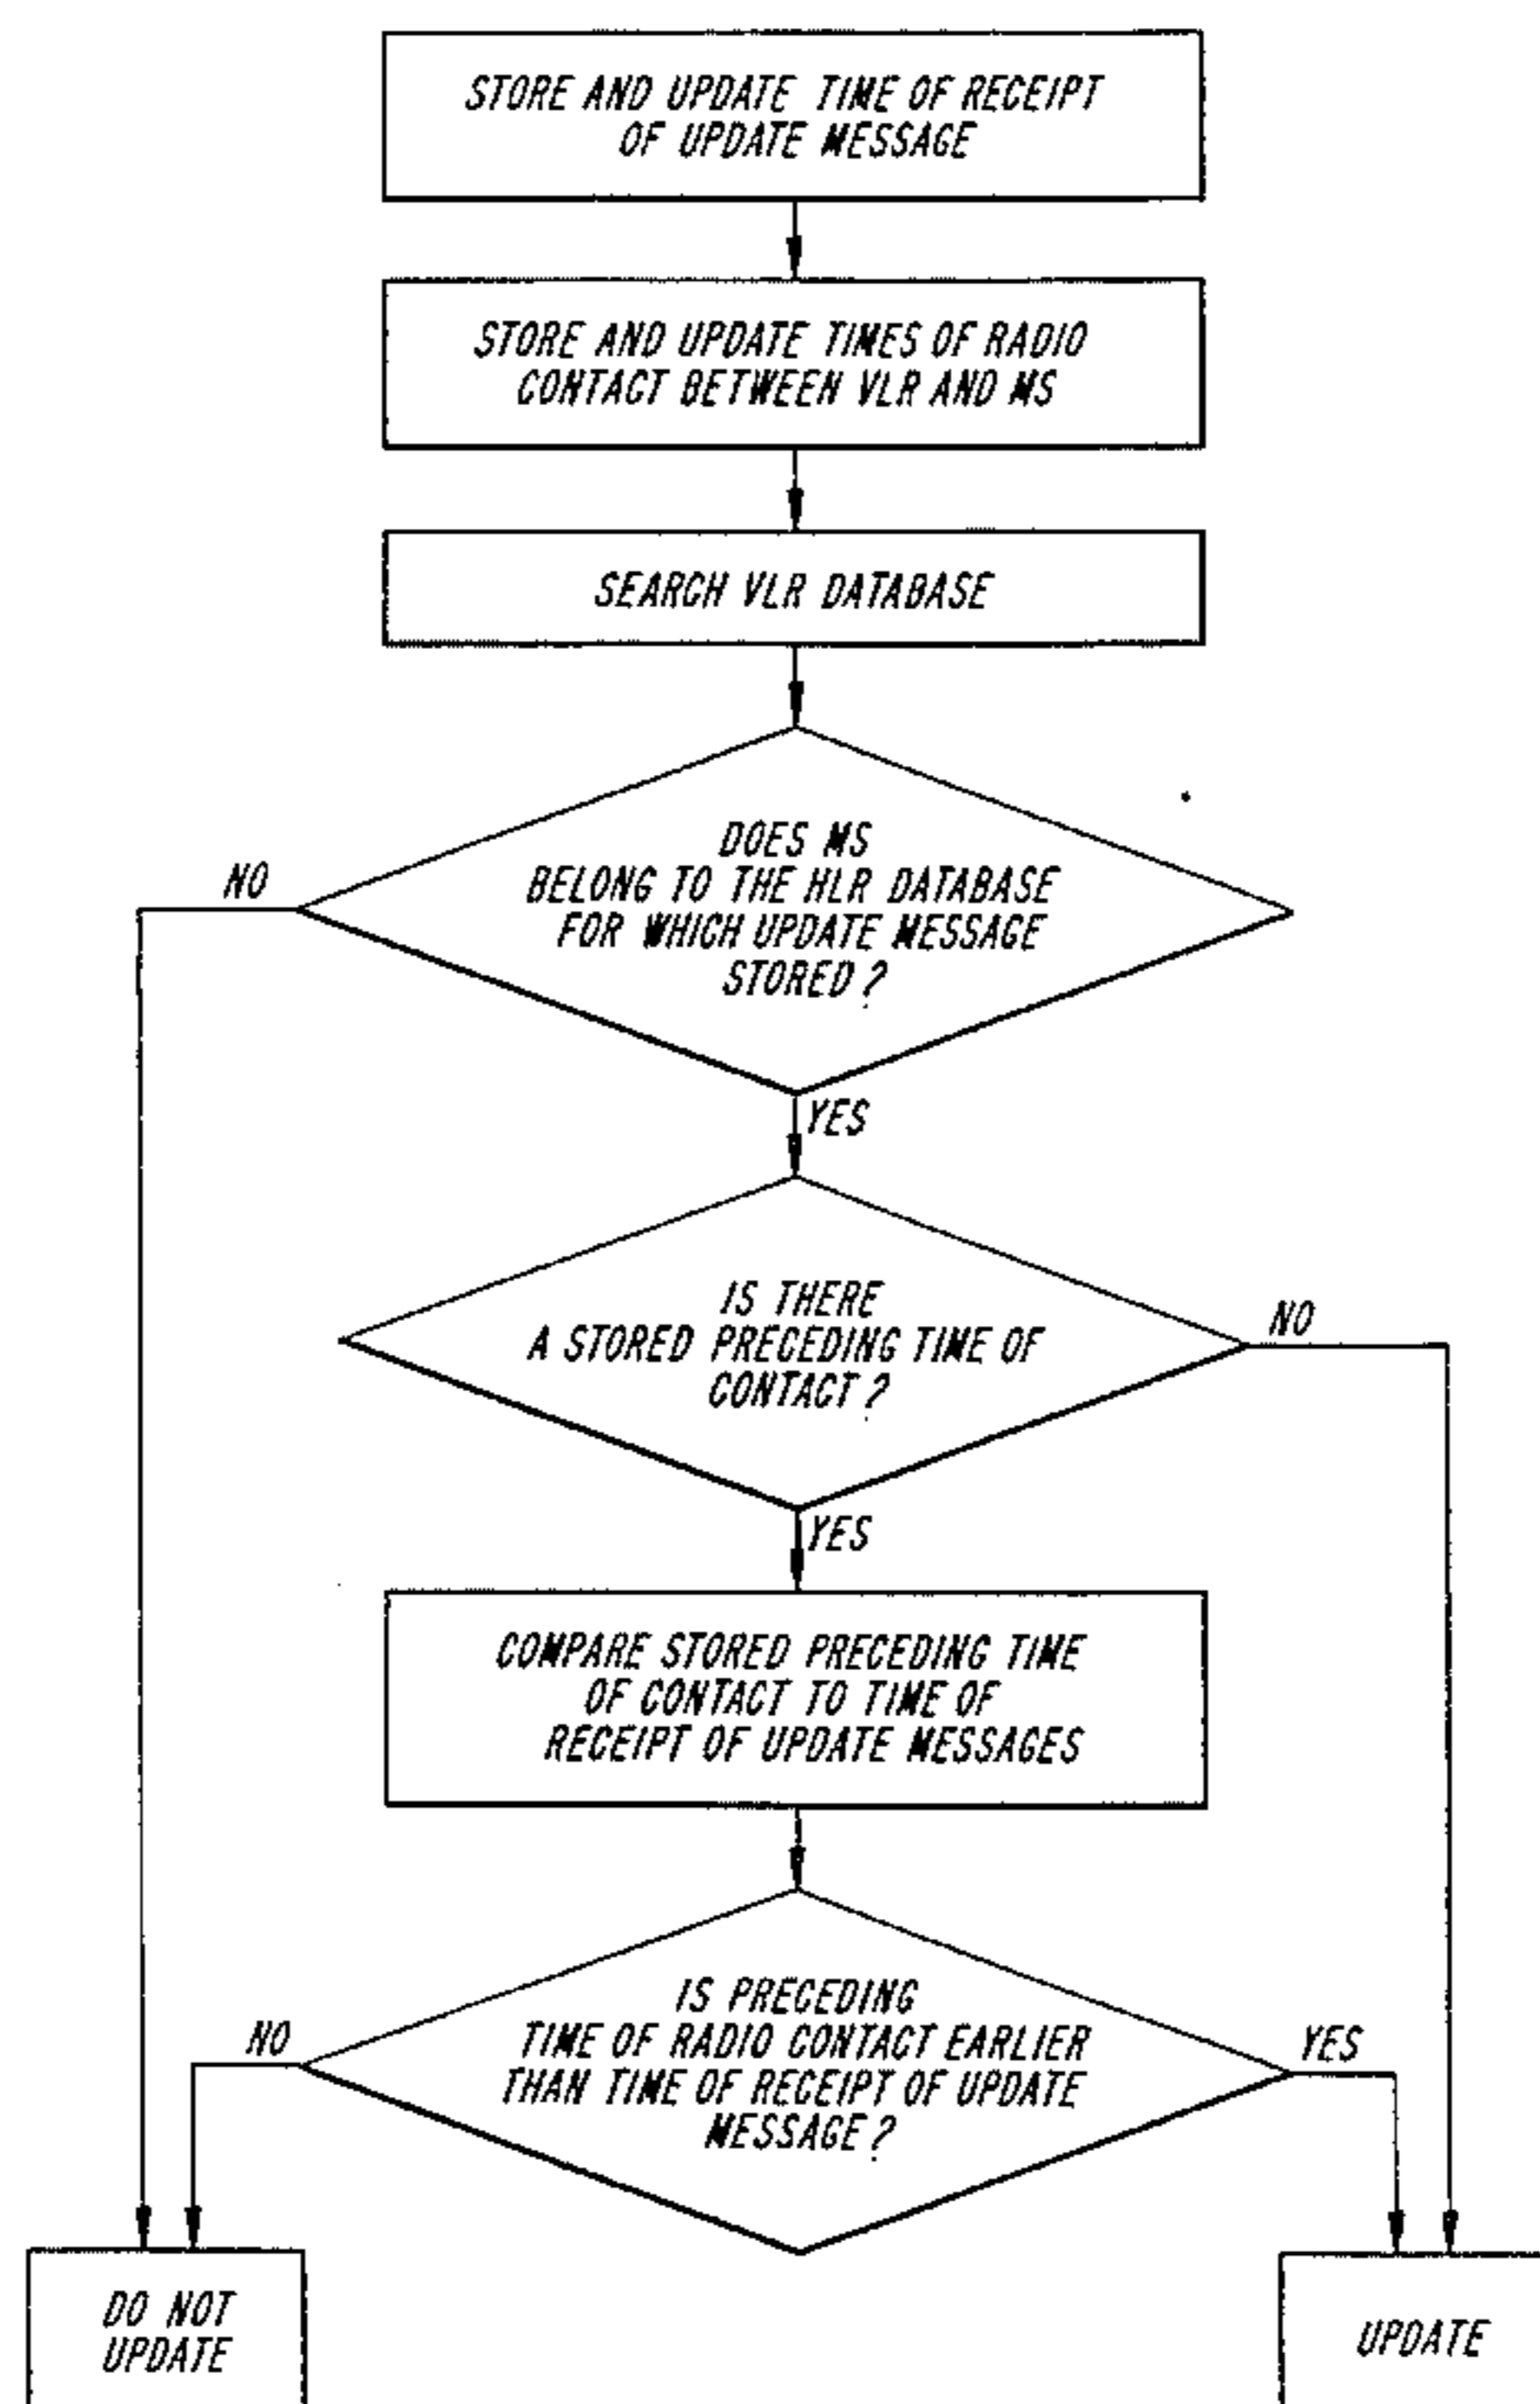 STORE AND UPDATE TIME OF RECEIPT
OF UPDATE MESSAGE
STORE AND UPDATE TIMES OF RADIO
CONTACT BETWEEN VLR AND MS
SEARCH VLR DATABASE
DOES MS
BELONG TO THE HLR DATABASE
FOR WHICH UPDATE MESSAGE
STORED?
NO
YES
IS THERE
A STORED PRECEDING TIME OF
CONTACT?
NO
YES
COMPARE STORED PRECEDING TIME
OF CONTACT TO TIME OF
RECEIPT OF UPDATE MESSAGES
IS PRECEDING
TIME OF RADIO CONTACT EARLIER
THAN TIME OF RECEIPT OF UPDATE
MESSAGE?
NO
YES
DO NOT
UPDATE
UPDATE